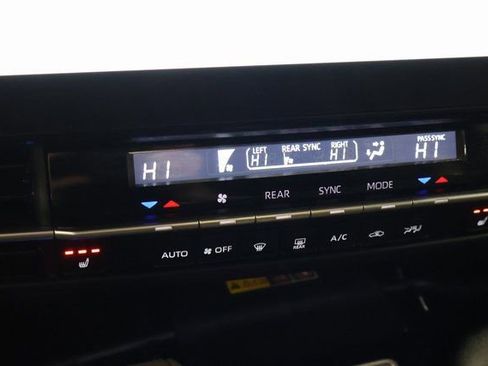 LEFT REAR SYNC RIGHT PASS SYNC
HI HI HI HI
REAR SYNC MODE
AUTO OFF REAR A/C